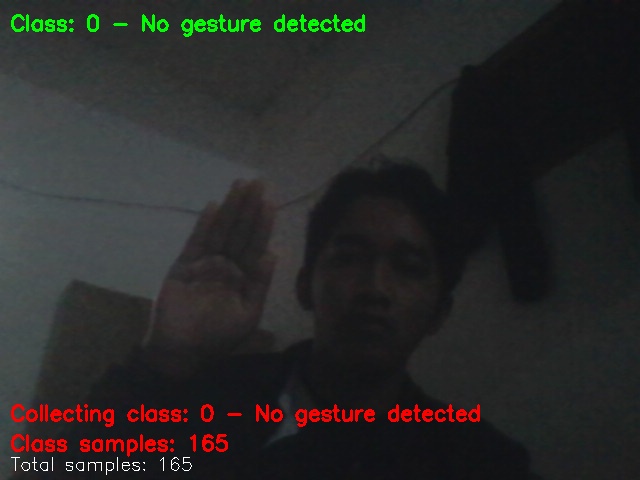 Class: 0 - No gesture detected
Collecting class: 0 - No gesture detected
Class samples: 165
Total samples: 165